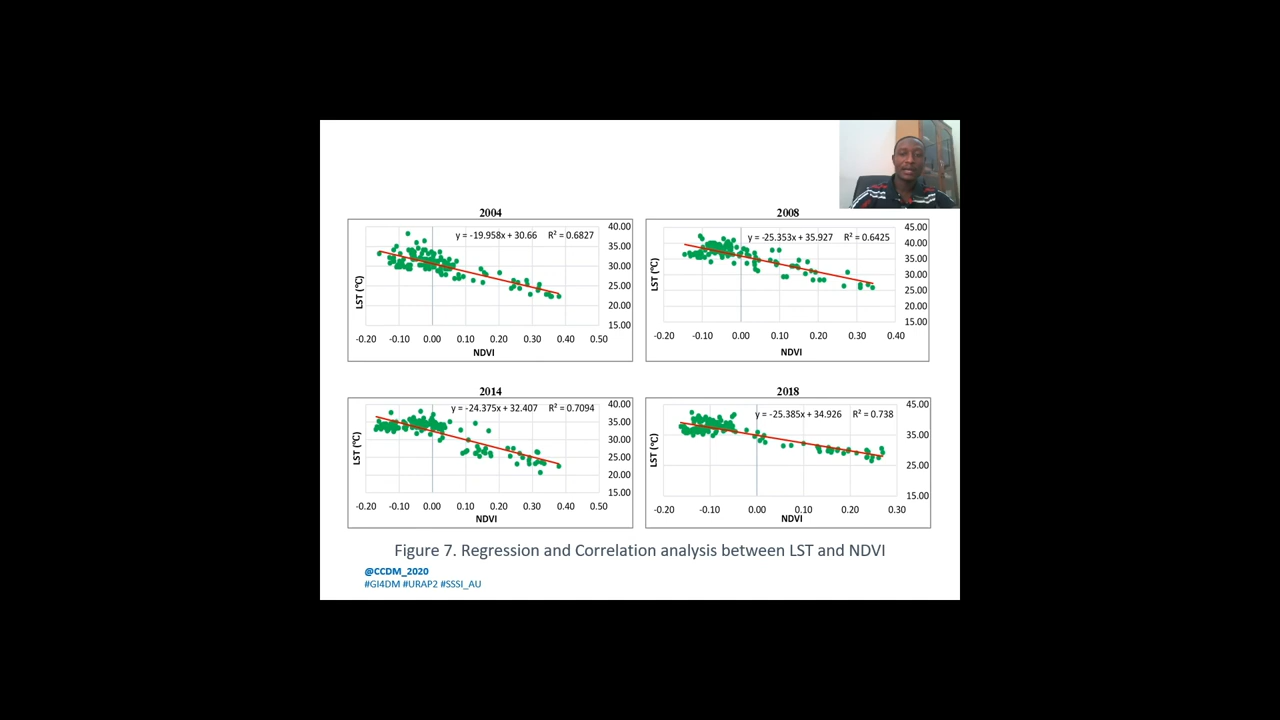 2004
y = -19.958x + 30.66 R² = 0.6827
40.00
35.00
30.00
25.00
20.00
15.00
LST (°C)
-0.20 -0.10 0.00 0.10 0.20 0.30 0.40 0.50
NDVI
2008
y = -25.353x + 35.927 R² = 0.6425
45.00
40.00
35.00
30.00
25.00
20.00
15.00
LST (°C)
-0.20 -0.10 0.00 0.10 0.20 0.30 0.40
NDVI
2014
y = -24.375x + 32.407 R² = 0.7094
40.00
35.00
30.00
25.00
20.00
15.00
LST (°C)
-0.20 -0.10 0.00 0.10 0.20 0.30 0.40 0.50
NDVI
2018
y = -25.385x + 34.926 R² = 0.738
45.00
35.00
25.00
15.00
LST (°C)
-0.20 -0.10 0.00 0.10 0.20 0.30
NDVI
Figure 7. Regression and Correlation analysis between LST and NDVI
@CCDM_2020
#GI4DM #URAP2 #SSSI_AU